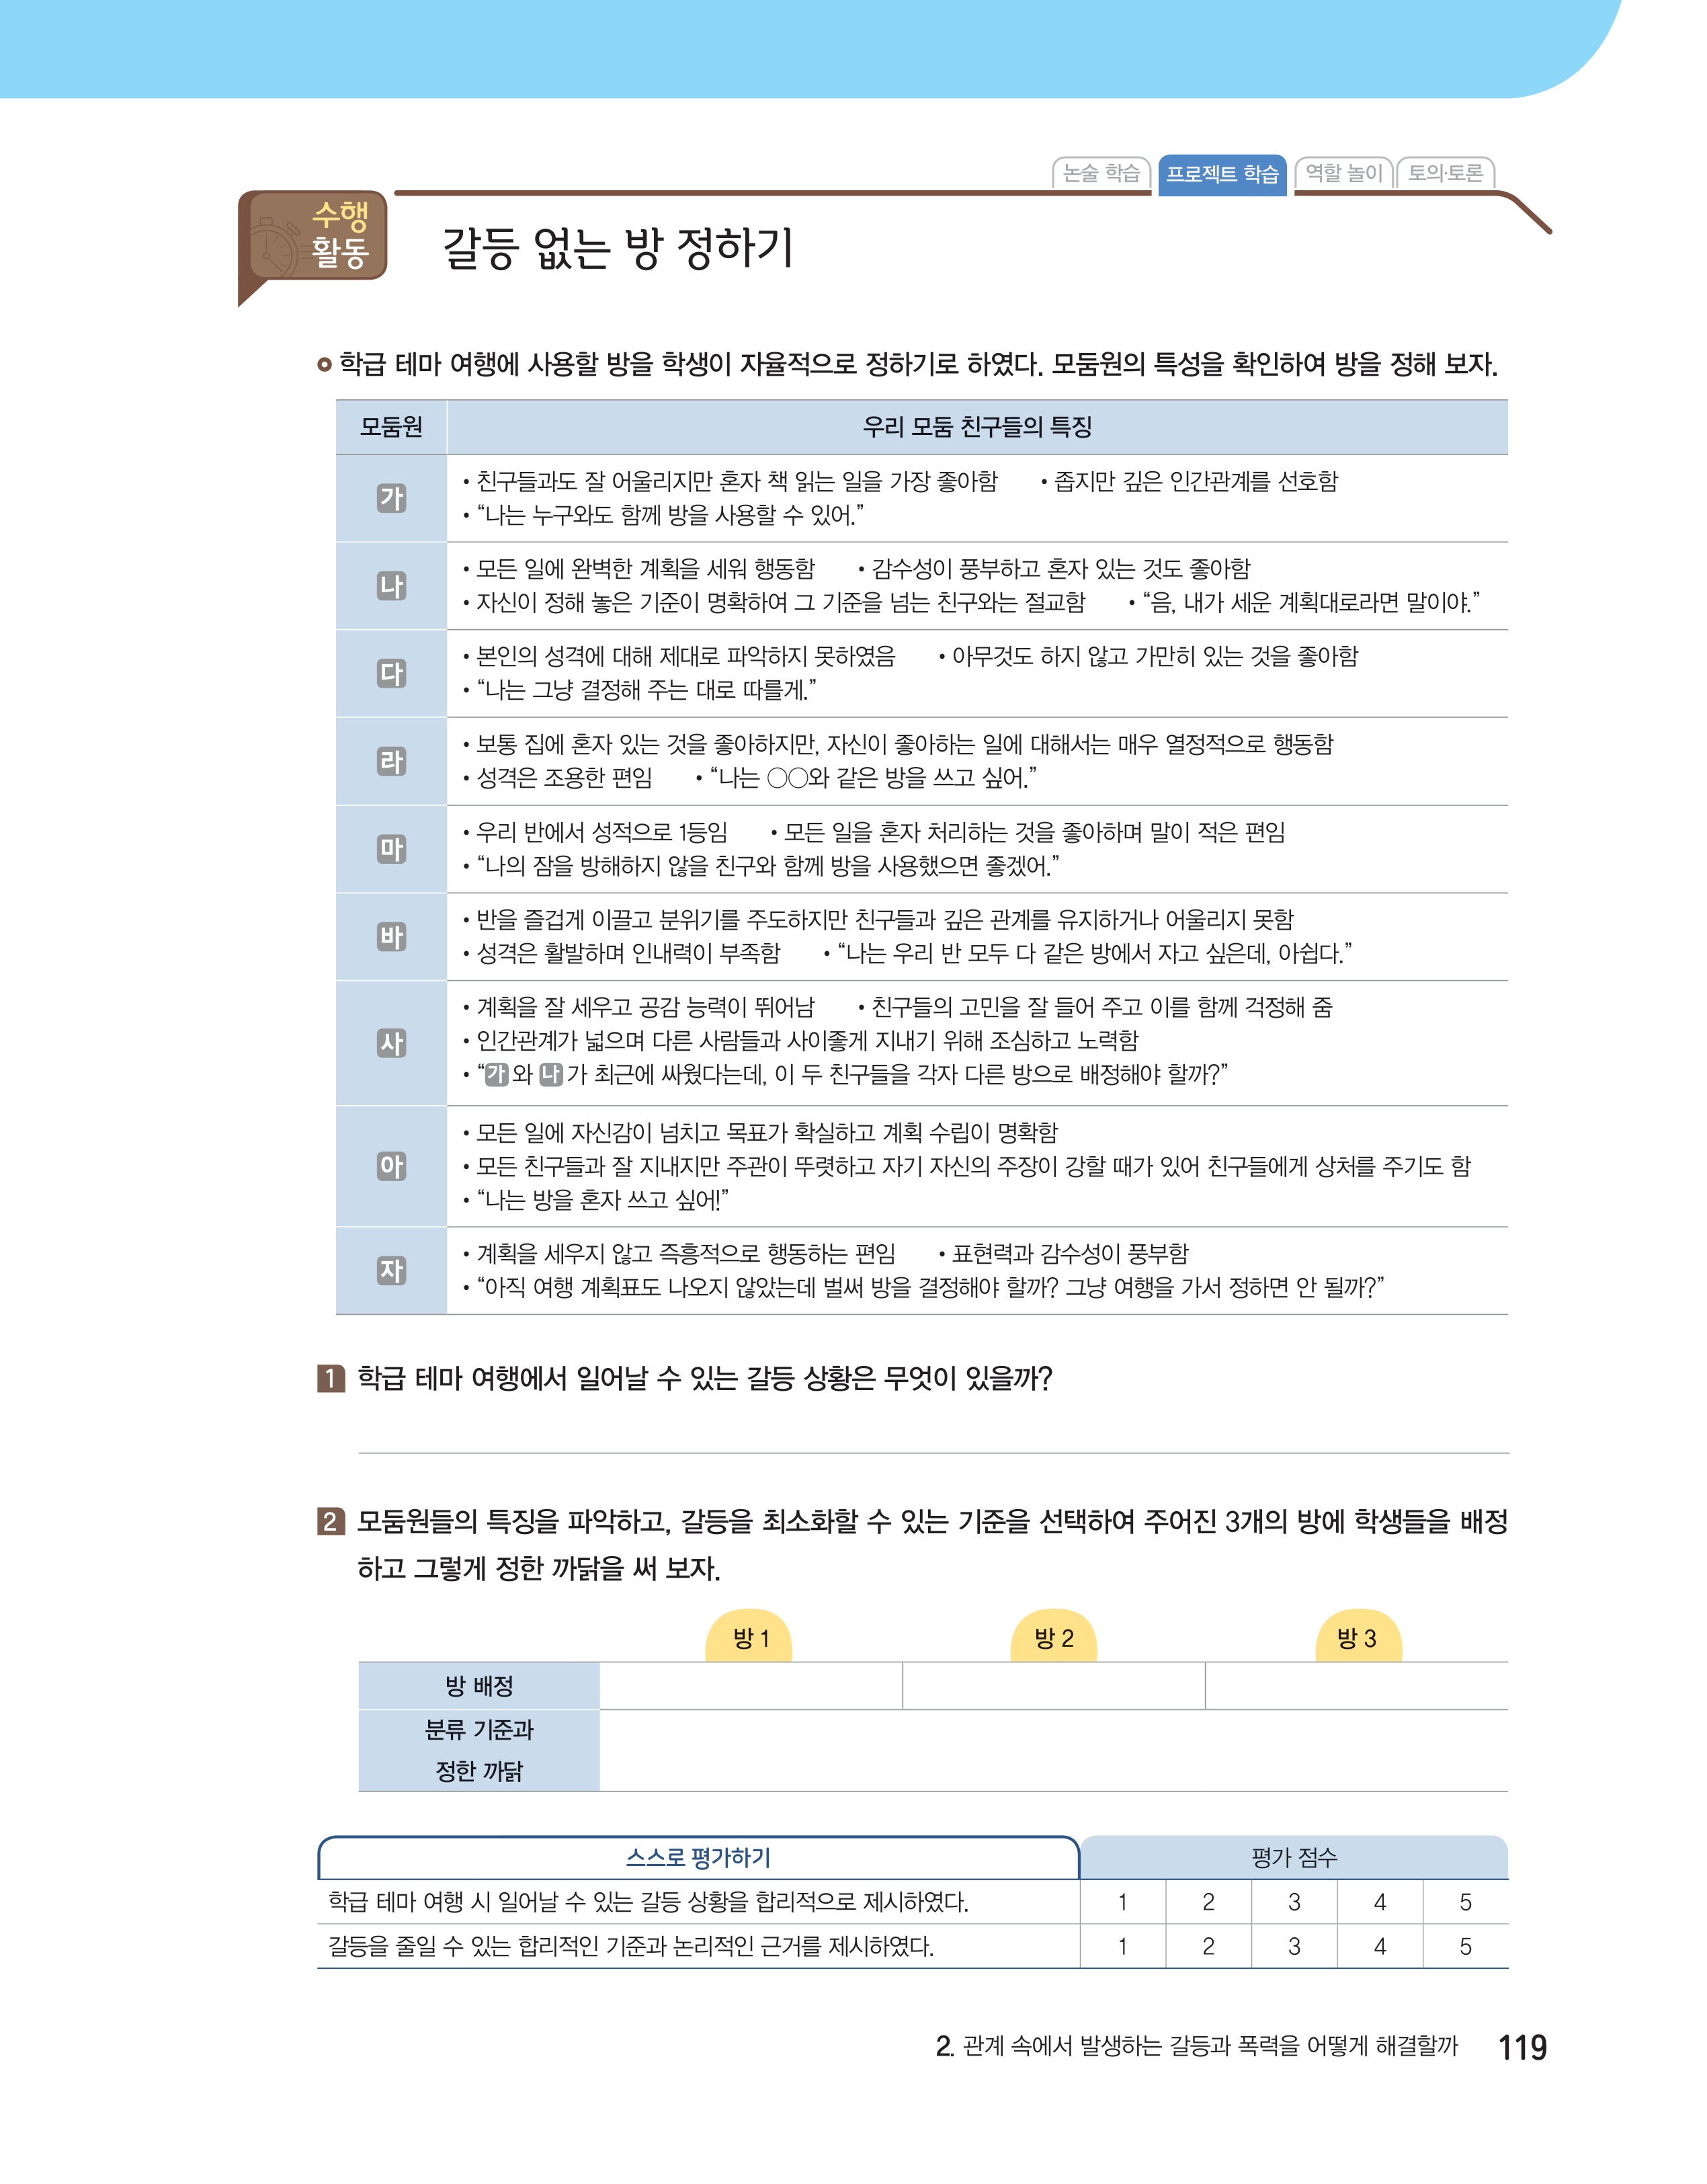 논술 학습 프로젝트 학습 역할 놀이 토의·토론
수행
활동
갈등 없는 방 정하기
학급 테마 여행에 사용할 방을 학생이 자율적으로 정하기로 하였다. 모둠원의 특성을 확인하여 방을 정해 보자.
모둠원 우리 모둠 친구들의 특징
가
• 친구들과도 잘 어울리지만 혼자 책 읽는 일을 가장 좋아함 • 좁지만 깊은 인간관계를 선호함
• “나는 누구와도 함께 방을 사용할 수 있어.”
나
• 모든 일에 완벽한 계획을 세워 행동함 • 감수성이 풍부하고 혼자 있는 것도 좋아함
• 자신이 정해 놓은 기준이 명확하여 그 기준을 넘는 친구와는 절교함 • “음, 내가 세운 계획대로라면 말이야.”
다
• 본인의 성격에 대해 제대로 파악하지 못하였음 • 아무것도 하지 않고 가만히 있는 것을 좋아함
• “나는 그냥 결정해 주는 대로 따를게.”
라
• 보통 집에 혼자 있는 것을 좋아하지만, 자신이 좋아하는 일에 대해서는 매우 열정적으로 행동함
• 성격은 조용한 편임 • “나는 ○○와 같은 방을 쓰고 싶어.”
마
• 우리 반에서 성적으로 1등임 • 모든 일을 혼자 처리하는 것을 좋아하며 말이 적은 편임
• “나의 잠을 방해하지 않을 친구와 함께 방을 사용했으면 좋겠어.”
바
• 반을 즐겁게 이끌고 분위기를 주도하지만 친구들과 깊은 관계를 유지하거나 어울리지 못함
• 성격은 활발하며 인내력이 부족함 • “나는 우리 반 모두 다 같은 방에서 자고 싶은데, 아쉽다.”
사
• 계획을 잘 세우고 공감 능력이 뛰어남 • 친구들의 고민을 잘 들어 주고 이를 함께 걱정해 줌
• 인간관계가 넓으며 다른 사람들과 사이좋게 지내기 위해 조심하고 노력함
• “가와 나가 최근에 싸웠다는데, 이 두 친구들을 각자 다른 방으로 배정해야 할까?”
아
• 모든 일에 자신감이 넘치고 목표가 확실하고 계획 수립이 명확함
• 모든 친구들과 잘 지내지만 주관이 뚜렷하고 자기 자신의 주장이 강할 때가 있어 친구들에게 상처를 주기도 함
• “나는 방을 혼자 쓰고 싶어!”
자
• 계획을 세우지 않고 즉흥적으로 행동하는 편임 • 표현력과 감수성이 풍부함
• “아직 여행 계획표도 나오지 않았는데 벌써 방을 결정해야 할까? 그냥 여행을 가서 정하면 안 될까?”
1 학급 테마 여행에서 일어날 수 있는 갈등 상황은 무엇이 있을까?
2 모둠원들의 특징을 파악하고, 갈등을 최소화할 수 있는 기준을 선택하여 주어진 3개의 방에 학생들을 배정
하고 그렇게 정한 까닭을 써 보자.
방 1 방 2 방 3
방 배정
분류 기준과
정한 까닭
스스로 평가하기 평가 점수
학급 테마 여행 시 일어날 수 있는 갈등 상황을 합리적으로 제시하였다. 1 2 3 4 5
갈등을 줄일 수 있는 합리적인 기준과 논리적인 근거를 제시하였다. 1 2 3 4 5
2. 관계 속에서 발생하는 갈등과 폭력을 어떻게 해결할까 119